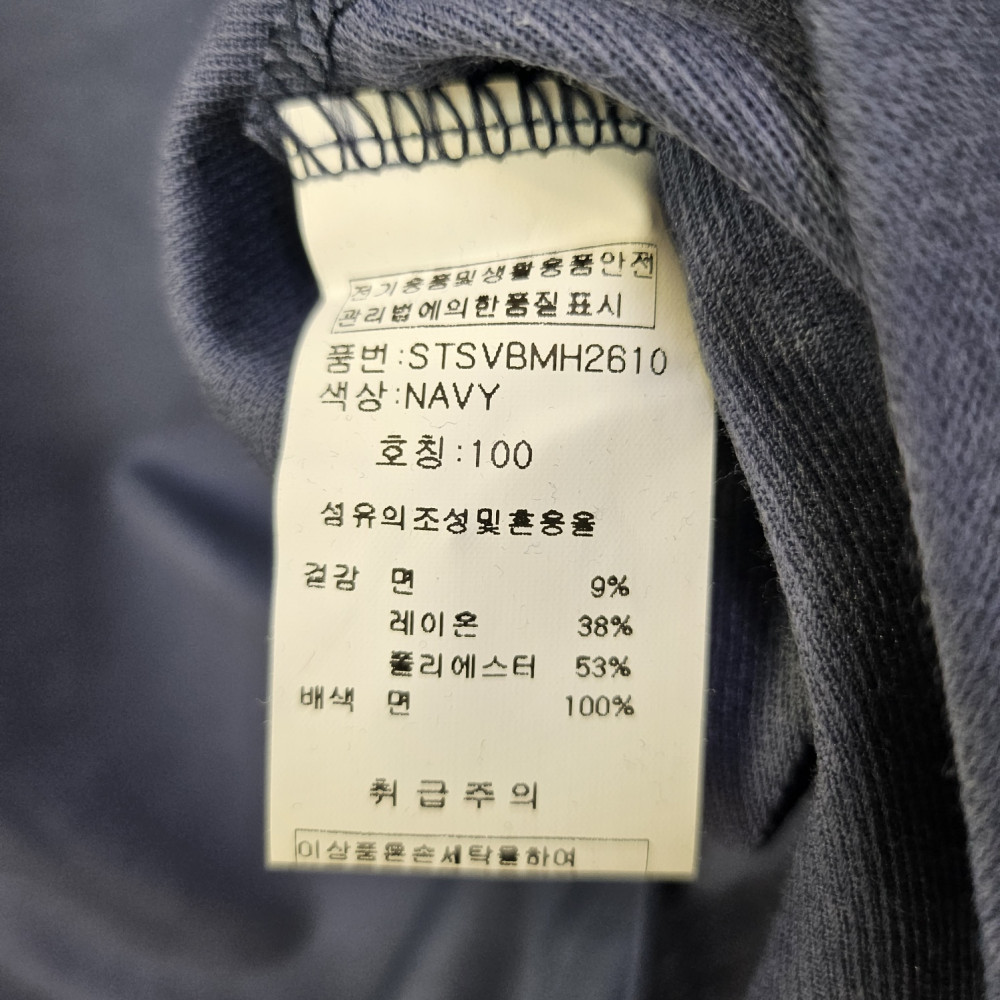 전기용품및생활용품안전
관리법에의한품질표시
품번:STSVBMH2610
색상:NAVY
호칭:100
섬유의조성및혼용율
겉감 면 9%
레이온 38%
폴리에스터 53%
배색 면 100%
취급주의
이상품은손세탁을하여